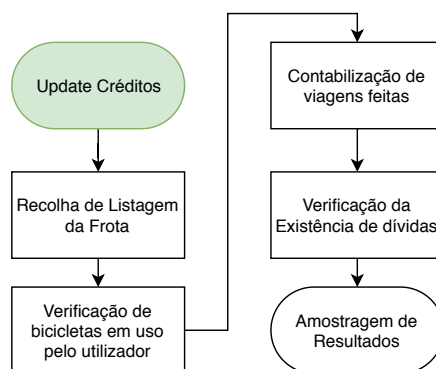 Update Créditos
Recolha de Listagem
da Frota
Verificação de
bicicletas em uso
pelo utilizador
Contabilização de
viagens feitas
Verificação da
Existência de dívidas
Amostragem de
Resultados